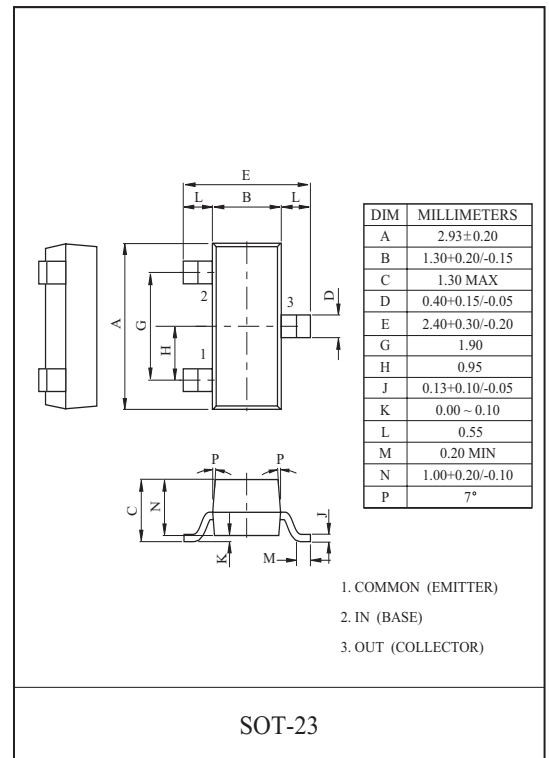 E
L B L
A
G
H
2
1
3
D
DIM MILLIMETERS
A 2.93±0.20
B 1.30+0.20/-0.15
C 1.30 MAX
D 0.40+0.15/-0.05
E 2.40+0.30/-0.20
G 1.90
H 0.95
J 0.13+0.10/-0.05
K 0.00 ~ 0.10
L 0.55
M 0.20 MIN
N 1.00+0.20/-0.10
P 7°
P P
C
N
K
M
J
1. COMMON (EMITTER)
2. IN (BASE)
3. OUT (COLLECTOR)
SOT-23